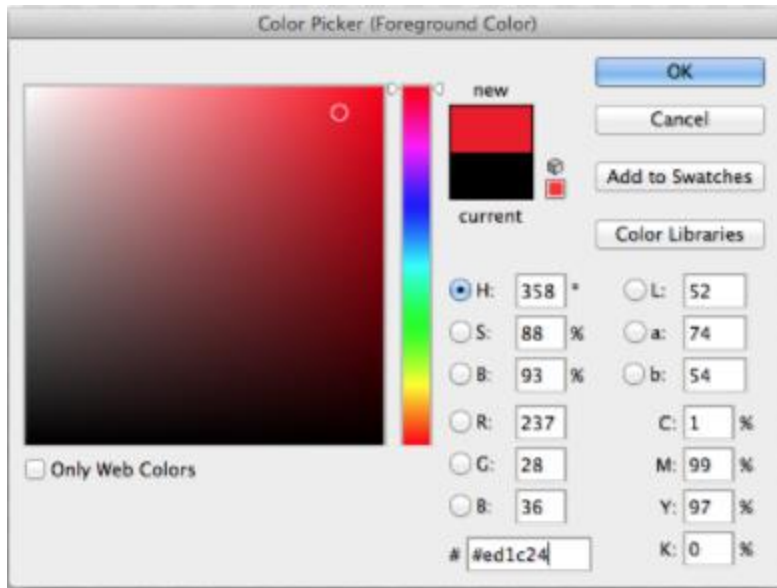 Color Picker (Foreground Color)
new
current
OK
Cancel
Add to Swatches
Color Libraries
H: 358 °
S: 88 %
B: 93 %
R: 237
G: 28
B: 36
# #ed1c24
L: 52
a: 74
b: 54
C: 1 %
M: 99 %
Y: 97 %
K: 0 %
Only Web Colors